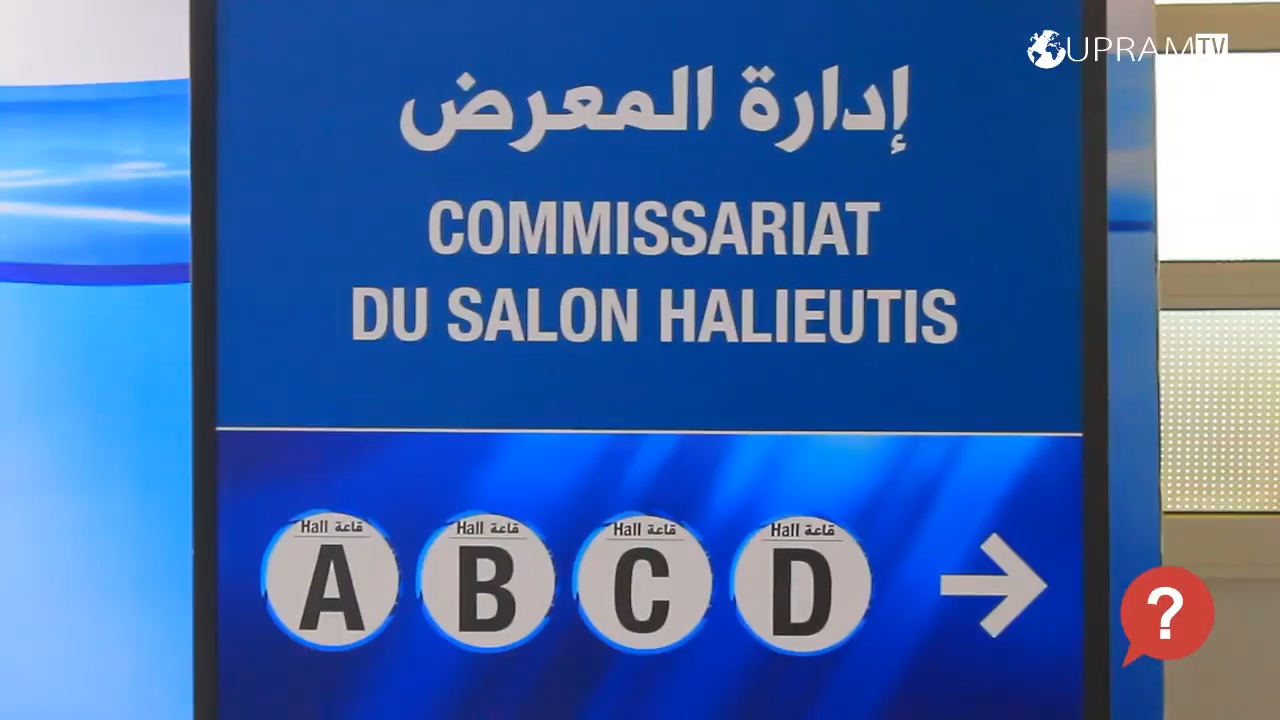 UPRAMTV
إدارة المعرض
COMMISSARIAT
DU SALON HALIEUTIS
Hall قاعة
A
Hall قاعة
B
Hall قاعة
C
Hall قاعة
D
?